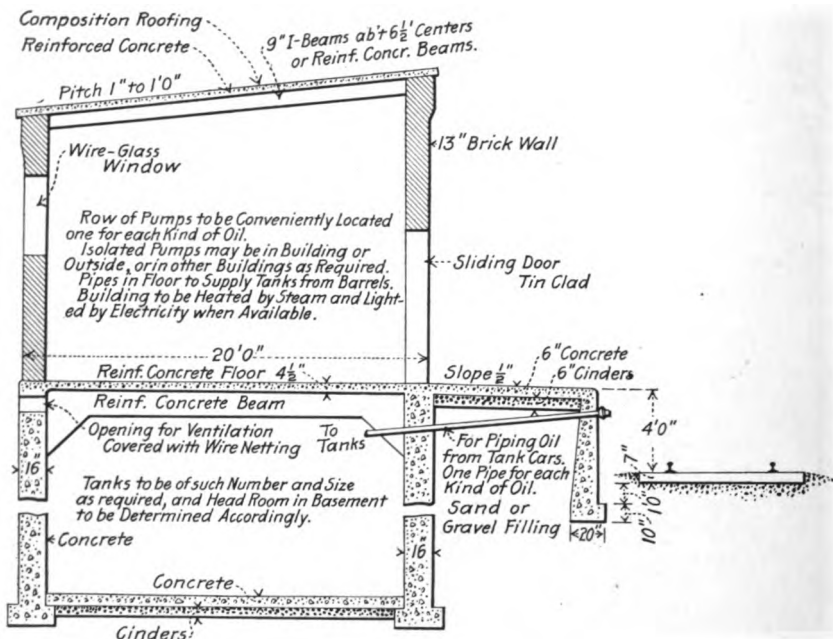 Composition Roofing
Reinforced Concrete
9" I-Beams ab't 6½' Centers
or Reinf. Concr. Beams.
Pitch 1" to 1'0"
Wire-Glass
Window
13" Brick Wall
Row of Pumps to be Conveniently Located
one for each Kind of Oil.
Isolated Pumps may be in Building or
Outside, or in other Buildings as Required.
Pipes in Floor to Supply Tanks from Barrels.
Building to be Heated by Steam and Light-
ed by Electricity when Available.
Sliding Door
Tin Clad
20'0"
Reinf. Concrete Floor 4½"
Slope ½"
6" Concrete
6" Cinders
Reinf. Concrete Beam
Opening for Ventilation
Covered with Wire Netting
To
Tanks
For Piping Oil
from Tank Cars.
One Pipe for each
Kind of Oil.
Sand or
Gravel Filling
4'0"
7"
10"
10"
20"
16"
16"
Tanks to be of such Number and Size
as required, and Head Room in Basement
to be Determined Accordingly.
Concrete
Concrete
Cinders